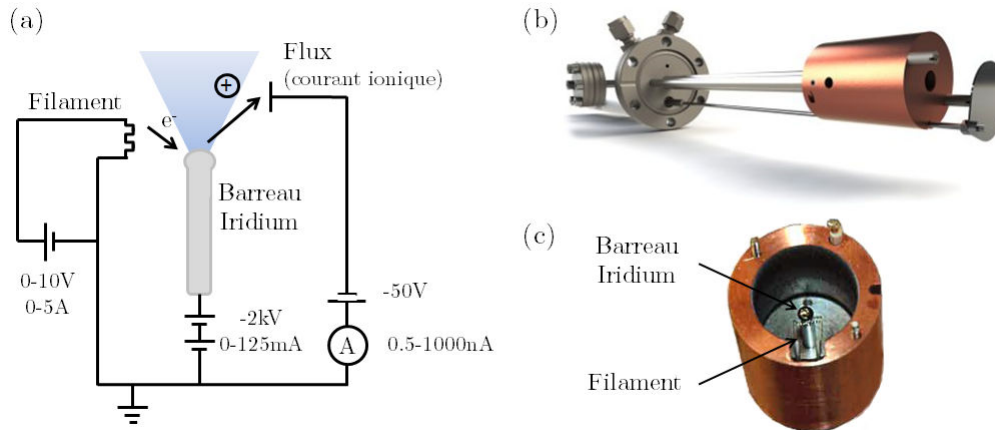 (a)
Flux
(courant ionique)
Filament
e-
+
Barreau
Iridium
0-10V
0-5A
-2kV
0-125mA
-50V
A
0.5-1000nA
(b)
(c)
Barreau
Iridium
Filament